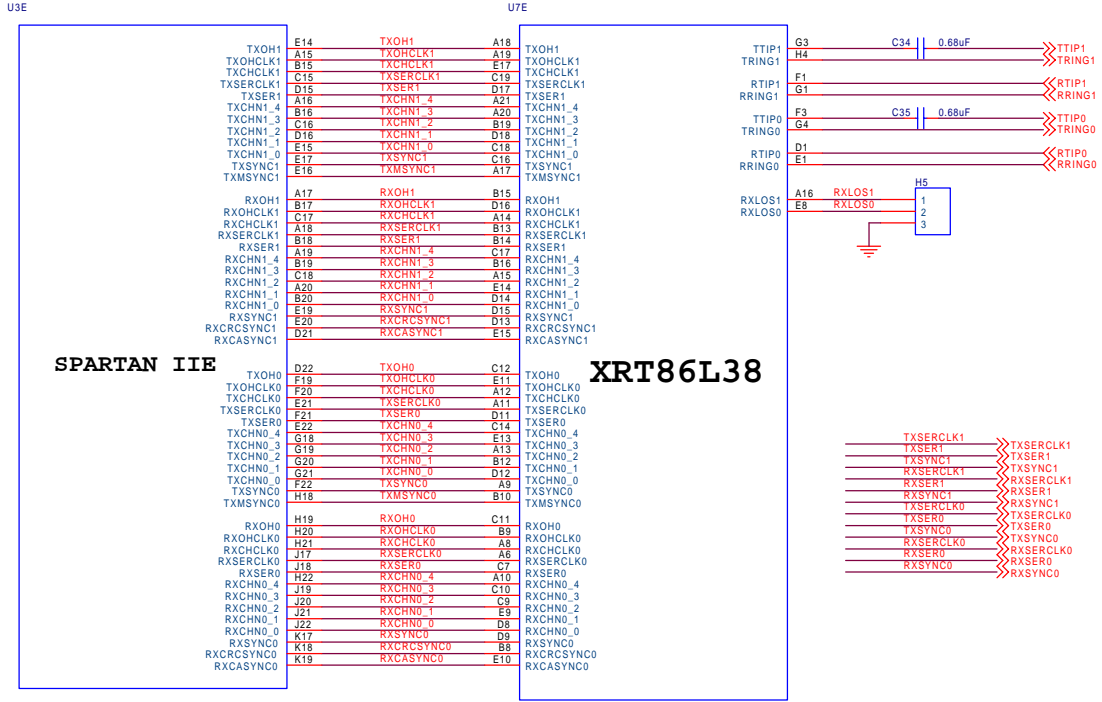 U3E U7E
TXOH1 E14 TXOH1 A18 TXOH1
TXOHCLK1 A15 TXOHCLK1 A19 TXOHCLK1
TXCHCLK1 B15 TXCHCLK1 E17 TXCHCLK1
TXSERCLK1 C15 TXSERCLK1 C19 TXSERCLK1
TXSER1 D15 TXSER1 D17 TXSER1
TXCHN1_4 A16 TXCHN1_4 A21 TXCHN1_4
TXCHN1_3 B16 TXCHN1_3 A20 TXCHN1_3
TXCHN1_2 C16 TXCHN1_2 B19 TXCHN1_2
TXCHN1_1 D16 TXCHN1_1 D18 TXCHN1_1
TXCHN1_0 E15 TXCHN1_0 C18 TXCHN1_0
TXSYNC1 E17 TXSYNC1 C16 TXSYNC1
TXMSYNC1 E16 TXMSYNC1 A17 TXMSYNC1
RXOH1 A17 RXOH1 B15 RXOH1
RXOHCLK1 B17 RXOHCLK1 D16 RXOHCLK1
RXCHCLK1 C17 RXCHCLK1 A14 RXCHCLK1
RXSERCLK1 A18 RXSERCLK1 B13 RXSERCLK1
RXSER1 B18 RXSER1 B14 RXSER1
RXCHN1_4 A19 RXCHN1_4 C17 RXCHN1_4
RXCHN1_3 B19 RXCHN1_3 B16 RXCHN1_3
RXCHN1_2 C18 RXCHN1_2 A15 RXCHN1_2
RXCHN1_1 A20 RXCHN1_1 E14 RXCHN1_1
RXCHN1_0 B20 RXCHN1_0 D14 RXCHN1_0
RXSYNC1 E19 RXSYNC1 D15 RXSYNC1
RXCRCSYNC1 E20 RXCRCSYNC1 D13 RXCRCSYNC1
RXCASYNC1 D21 RXCASYNC1 E15 RXCASYNC1
SPARTAN IIE
XRT86L38
TXOH0 D22 TXOH0 C12 TXOH0
TXOHCLK0 F19 TXOHCLK0 E11 TXOHCLK0
TXCHCLK0 F20 TXCHCLK0 A12 TXCHCLK0
TXSERCLK0 E21 TXSERCLK0 A11 TXSERCLK0
TXSER0 F21 TXSER0 D11 TXSER0
TXCHN0_4 E22 TXCHN0_4 C14 TXCHN0_4
TXCHN0_3 G18 TXCHN0_3 E13 TXCHN0_3
TXCHN0_2 G19 TXCHN0_2 A13 TXCHN0_2
TXCHN0_1 G20 TXCHN0_1 B12 TXCHN0_1
TXCHN0_0 G21 TXCHN0_0 D12 TXCHN0_0
TXSYNC0 F22 TXSYNC0 A9 TXSYNC0
TXMSYNC0 H18 TXMSYNC0 B10 TXMSYNC0
RXOH0 H19 RXOH0 C11 RXOH0
RXOHCLK0 H20 RXOHCLK0 B9 RXOHCLK0
RXCHCLK0 H21 RXCHCLK0 A8 RXCHCLK0
RXSERCLK0 J17 RXSERCLK0 A6 RXSERCLK0
RXSER0 J18 RXSER0 C7 RXSER0
RXCHN0_4 H22 RXCHN0_4 A10 RXCHN0_4
RXCHN0_3 J19 RXCHN0_3 C10 RXCHN0_3
RXCHN0_2 J20 RXCHN0_2 C9 RXCHN0_2
RXCHN0_1 J21 RXCHN0_1 E9 RXCHN0_1
RXCHN0_0 J22 RXCHN0_0 D8 RXCHN0_0
RXSYNC0 K17 RXSYNC0 D9 RXSYNC0
RXCRCSYNC0 K18 RXCRCSYNC0 B8 RXCRCSYNC0
RXCASYNC0 K19 RXCASYNC0 E10 RXCASYNC0
TTIP1 G3 C34 0.68uF TTIP1
TRING1 H4 TRING1
RTIP1 F1 RTIP1
RRING1 G1 RRING1
TTIP0 F3 C35 0.68uF TTIP0
TRING0 G4 TRING0
RTIP0 D1 RTIP0
RRING0 E1 RRING0
H5
RXLOS1 A16 RXLOS1 1
RXLOS0 E8 RXLOS0 2
3
TXSERCLK1 TXSERCLK1
TXSER1 TXSER1
TXSYNC1 TXSYNC1
RXSERCLK1 RXSERCLK1
RXSER1 RXSER1
RXSYNC1 RXSYNC1
TXSERCLK0 TXSERCLK0
TXSER0 TXSER0
TXSYNC0 TXSYNC0
RXSERCLK0 RXSERCLK0
RXSER0 RXSER0
RXSYNC0 RXSYNC0